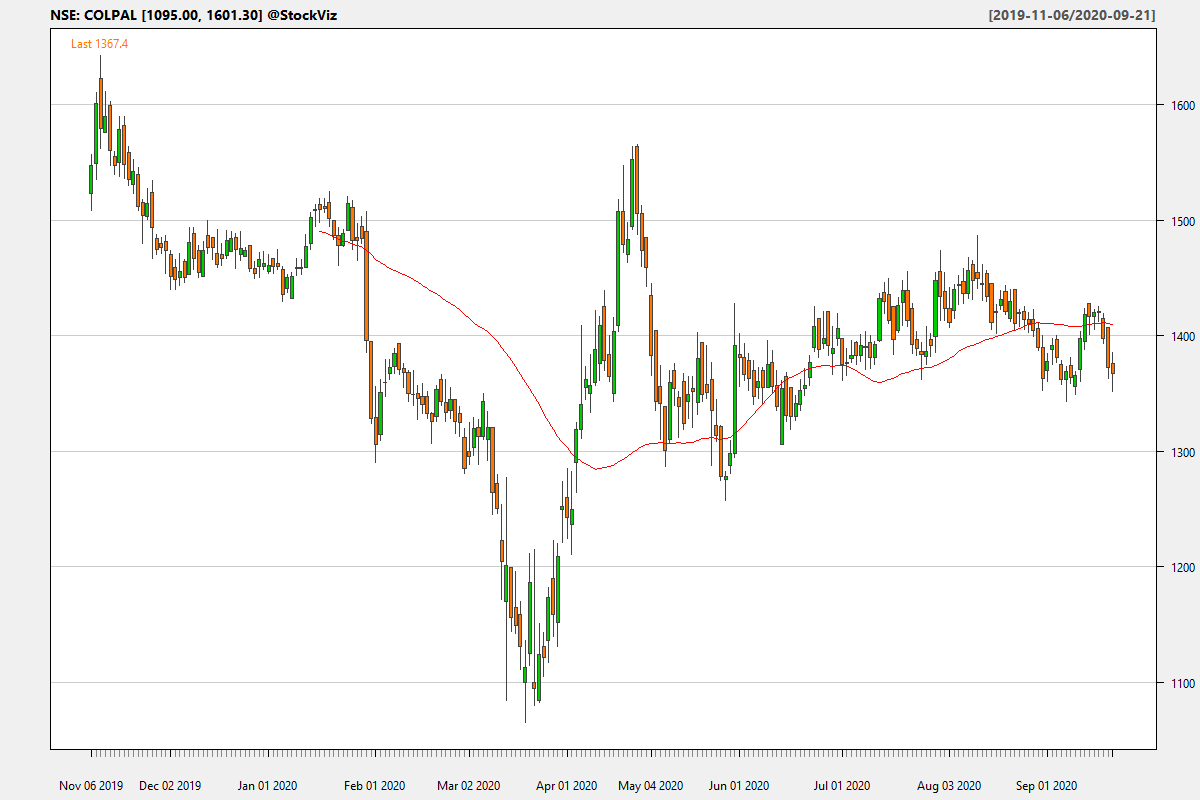 NSE: COLPAL [1095.00, 1601.30] @StockViz [2019-11-06/2020-09-21]
Last 1367.4
1600
1500
1400
1300
1200
1100
Nov 06 2019 Dec 02 2019 Jan 01 2020 Feb 01 2020 Mar 02 2020 Apr 01 2020 May 04 2020 Jun 01 2020 Jul 01 2020 Aug 03 2020 Sep 01 2020